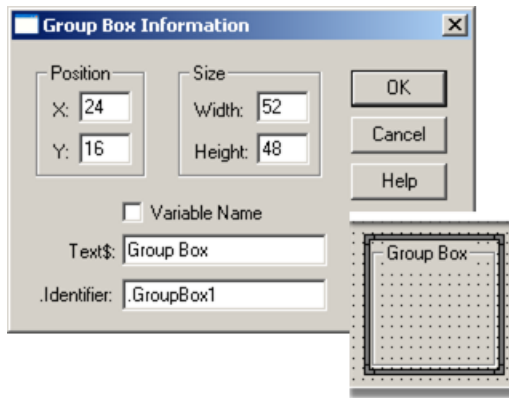 Group Box Information
Position
X: 24
Y: 16
Size
Width: 52
Height: 48
OK
Cancel
Help
Variable Name
Text$: Group Box
.Identifier: .GroupBox1
Group Box